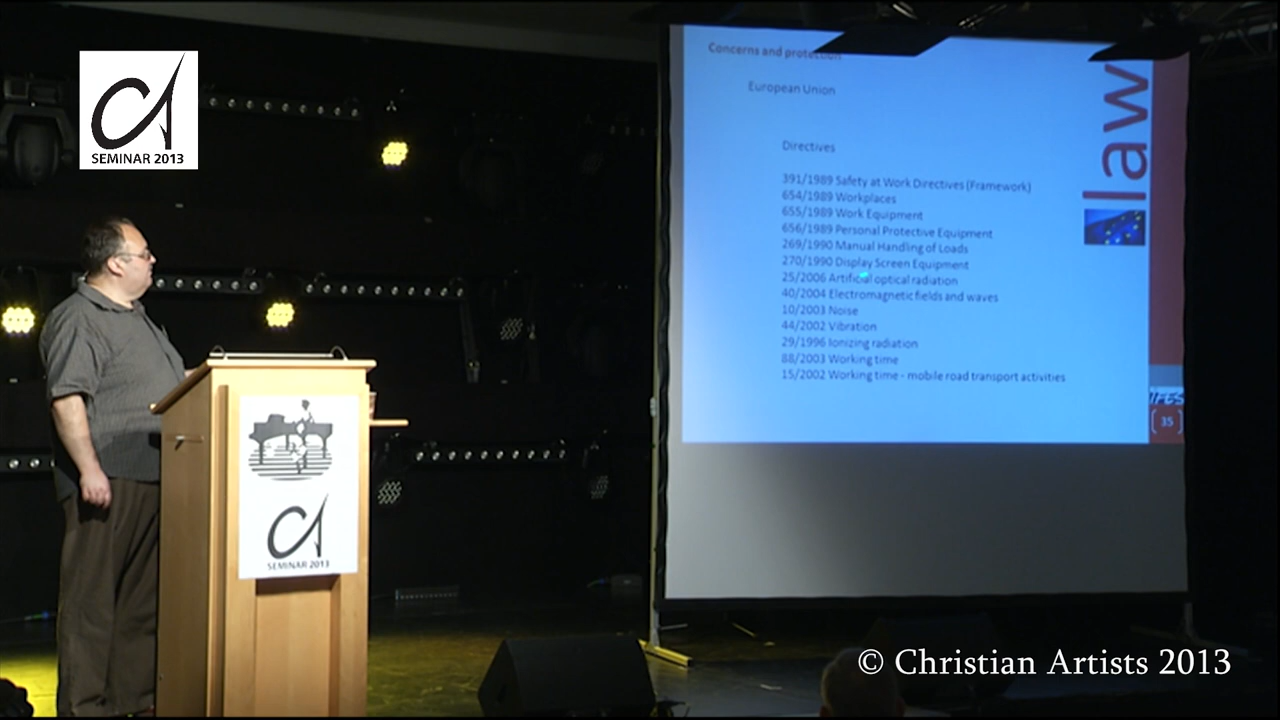 CA
SEMINAR 2013
Concerns and protection
European Union
Directives
391/1989 Safety at Work Directives (Framework)
654/1989 Workplaces
655/1989 Work Equipment
656/1989 Personal Protective Equipment
269/1990 Manual Handling of Loads
270/1990 Display Screen Equipment
25/2006 Artificial optical radiation
40/2004 Electromagnetic fields and waves
10/2003 Noise
44/2002 Vibration
29/1996 Ionizing radiation
88/2003 Working time
15/2002 Working time - mobile road transport activities
law
IFES
35
CA
SEMINAR 2013
© Christian Artists 2013